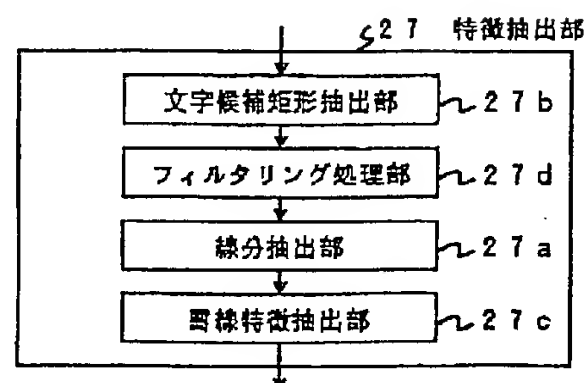 27 特徴抽出部
文字候補矩形抽出部 27b
フィルタリング処理部 27d
線分抽出部 27a
罫線特徴抽出部 27c